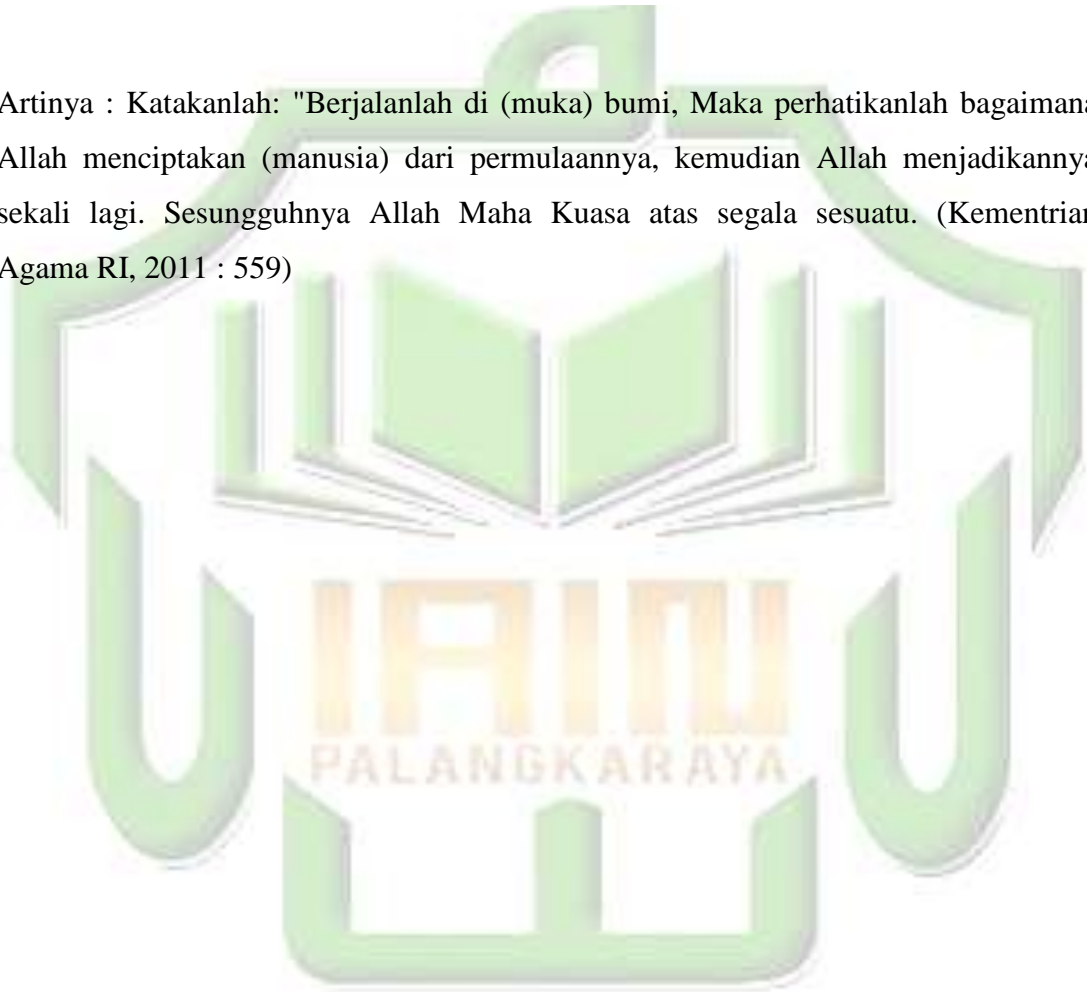 Artinya : Katakanlah: "Berjalanlah di (muka) bumi, Maka perhatikanlah bagaimana
Allah menciptakan (manusia) dari permulaannya, kemudian Allah menjadikannya
sekali lagi. Sesungguhnya Allah Maha Kuasa atas segala sesuatu. (Kementrian
Agama RI, 2011 : 559)
IAIN
PALANGKARAYA